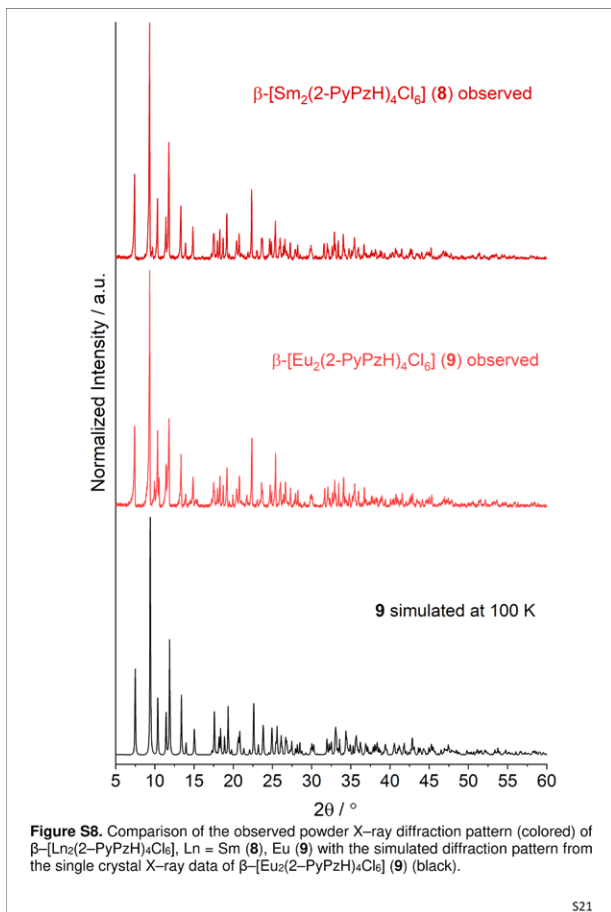 β-[Sm₂(2-PyPzH)₄Cl₆] (8) observed
β-[Eu₂(2-PyPzH)₄Cl₆] (9) observed
9 simulated at 100 K
Normalized Intensity / a.u.
5 10 15 20 25 30 35 40 45 50 55 60
2θ / °
Figure S8. Comparison of the observed powder X–ray diffraction pattern (colored) of
β–[Ln₂(2–PyPzH)₄Cl₆], Ln = Sm (8), Eu (9) with the simulated diffraction pattern from
the single crystal X–ray data of β–[Eu₂(2–PyPzH)₄Cl₆] (9) (black).
S21